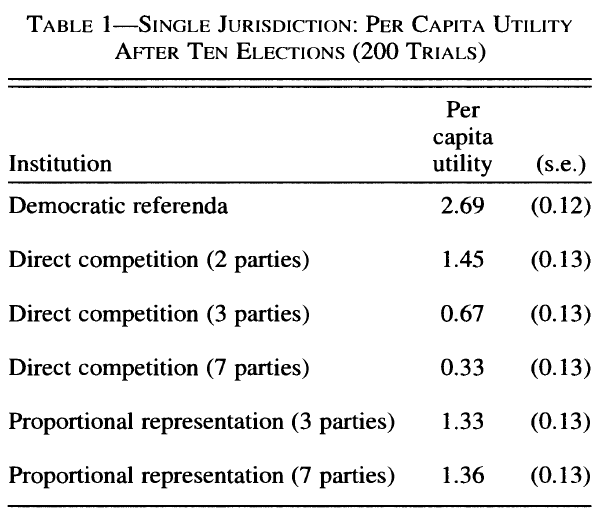 TABLE 1—SINGLE JURISDICTION: PER CAPITA UTILITY
AFTER TEN ELECTIONS (200 TRIALS)
Per
capita
Institution utility (s.e.)
Democratic referenda 2.69 (0.12)
Direct competition (2 parties) 1.45 (0.13)
Direct competition (3 parties) 0.67 (0.13)
Direct competition (7 parties) 0.33 (0.13)
Proportional representation (3 parties) 1.33 (0.13)
Proportional representation (7 parties) 1.36 (0.13)